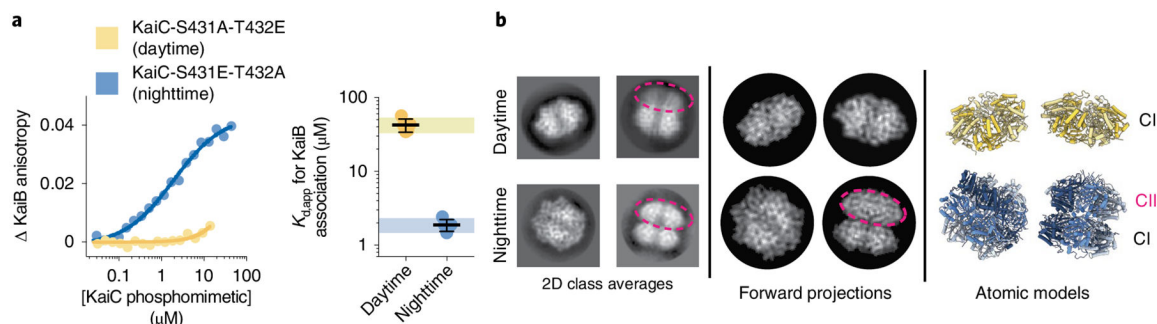 a
KaiC-S431A-T432E
(daytime)
KaiC-S431E-T432A
(nighttime)
Δ KaiB anisotropy
0.04
0.02
0
0.1
1
10
100
[KaiC phosphomimetic]
(μM)
K d,app for KaiB
association (μM)
100
10
1
Daytime
Nighttime
b
Daytime
Nighttime
2D class averages
Forward projections
Atomic models
CI
CII
CI